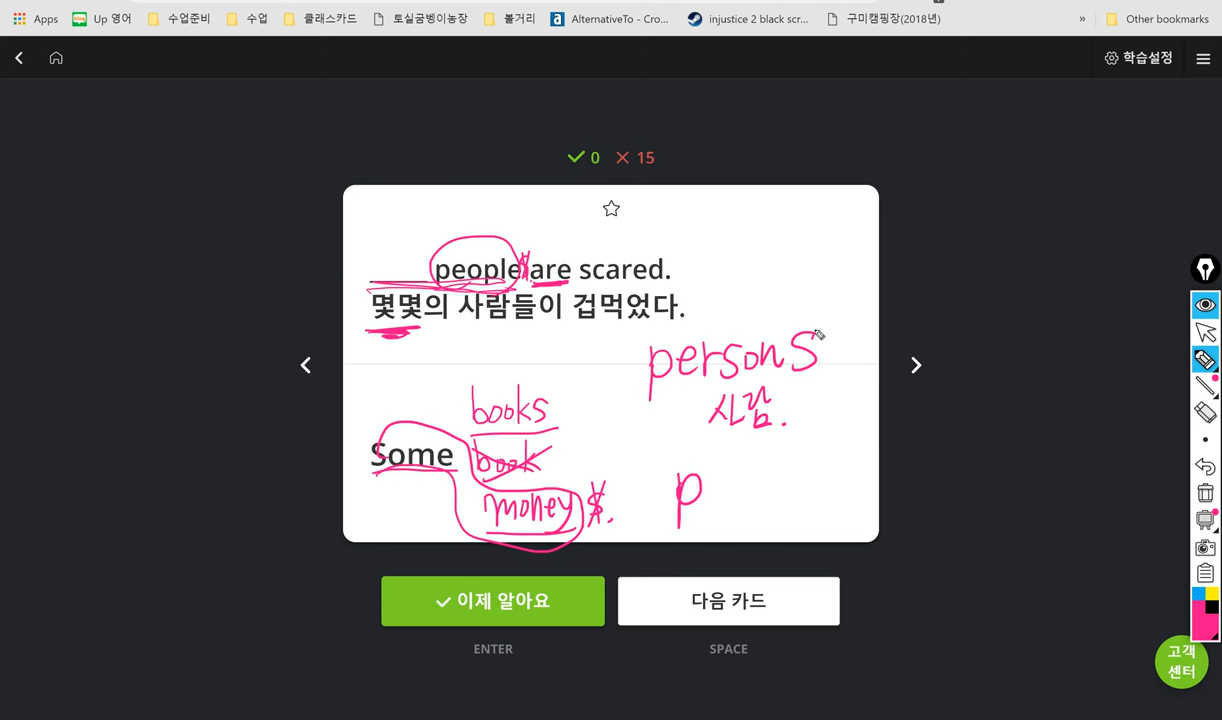 Apps Up 영어 수업준비 수업 클래스카드 토실굼벵이농장 볼거리 AlternativeTo - Cro... injustice 2 black scr... 구미캠핑장(2018년) » Other bookmarks
학습설정
0 15
people s are scared.
몇몇의 사람들이 겁먹었다.
personS
사람.
books
Some book
money s.
p
이제 알아요 다음 카드
ENTER SPACE
고객
센터